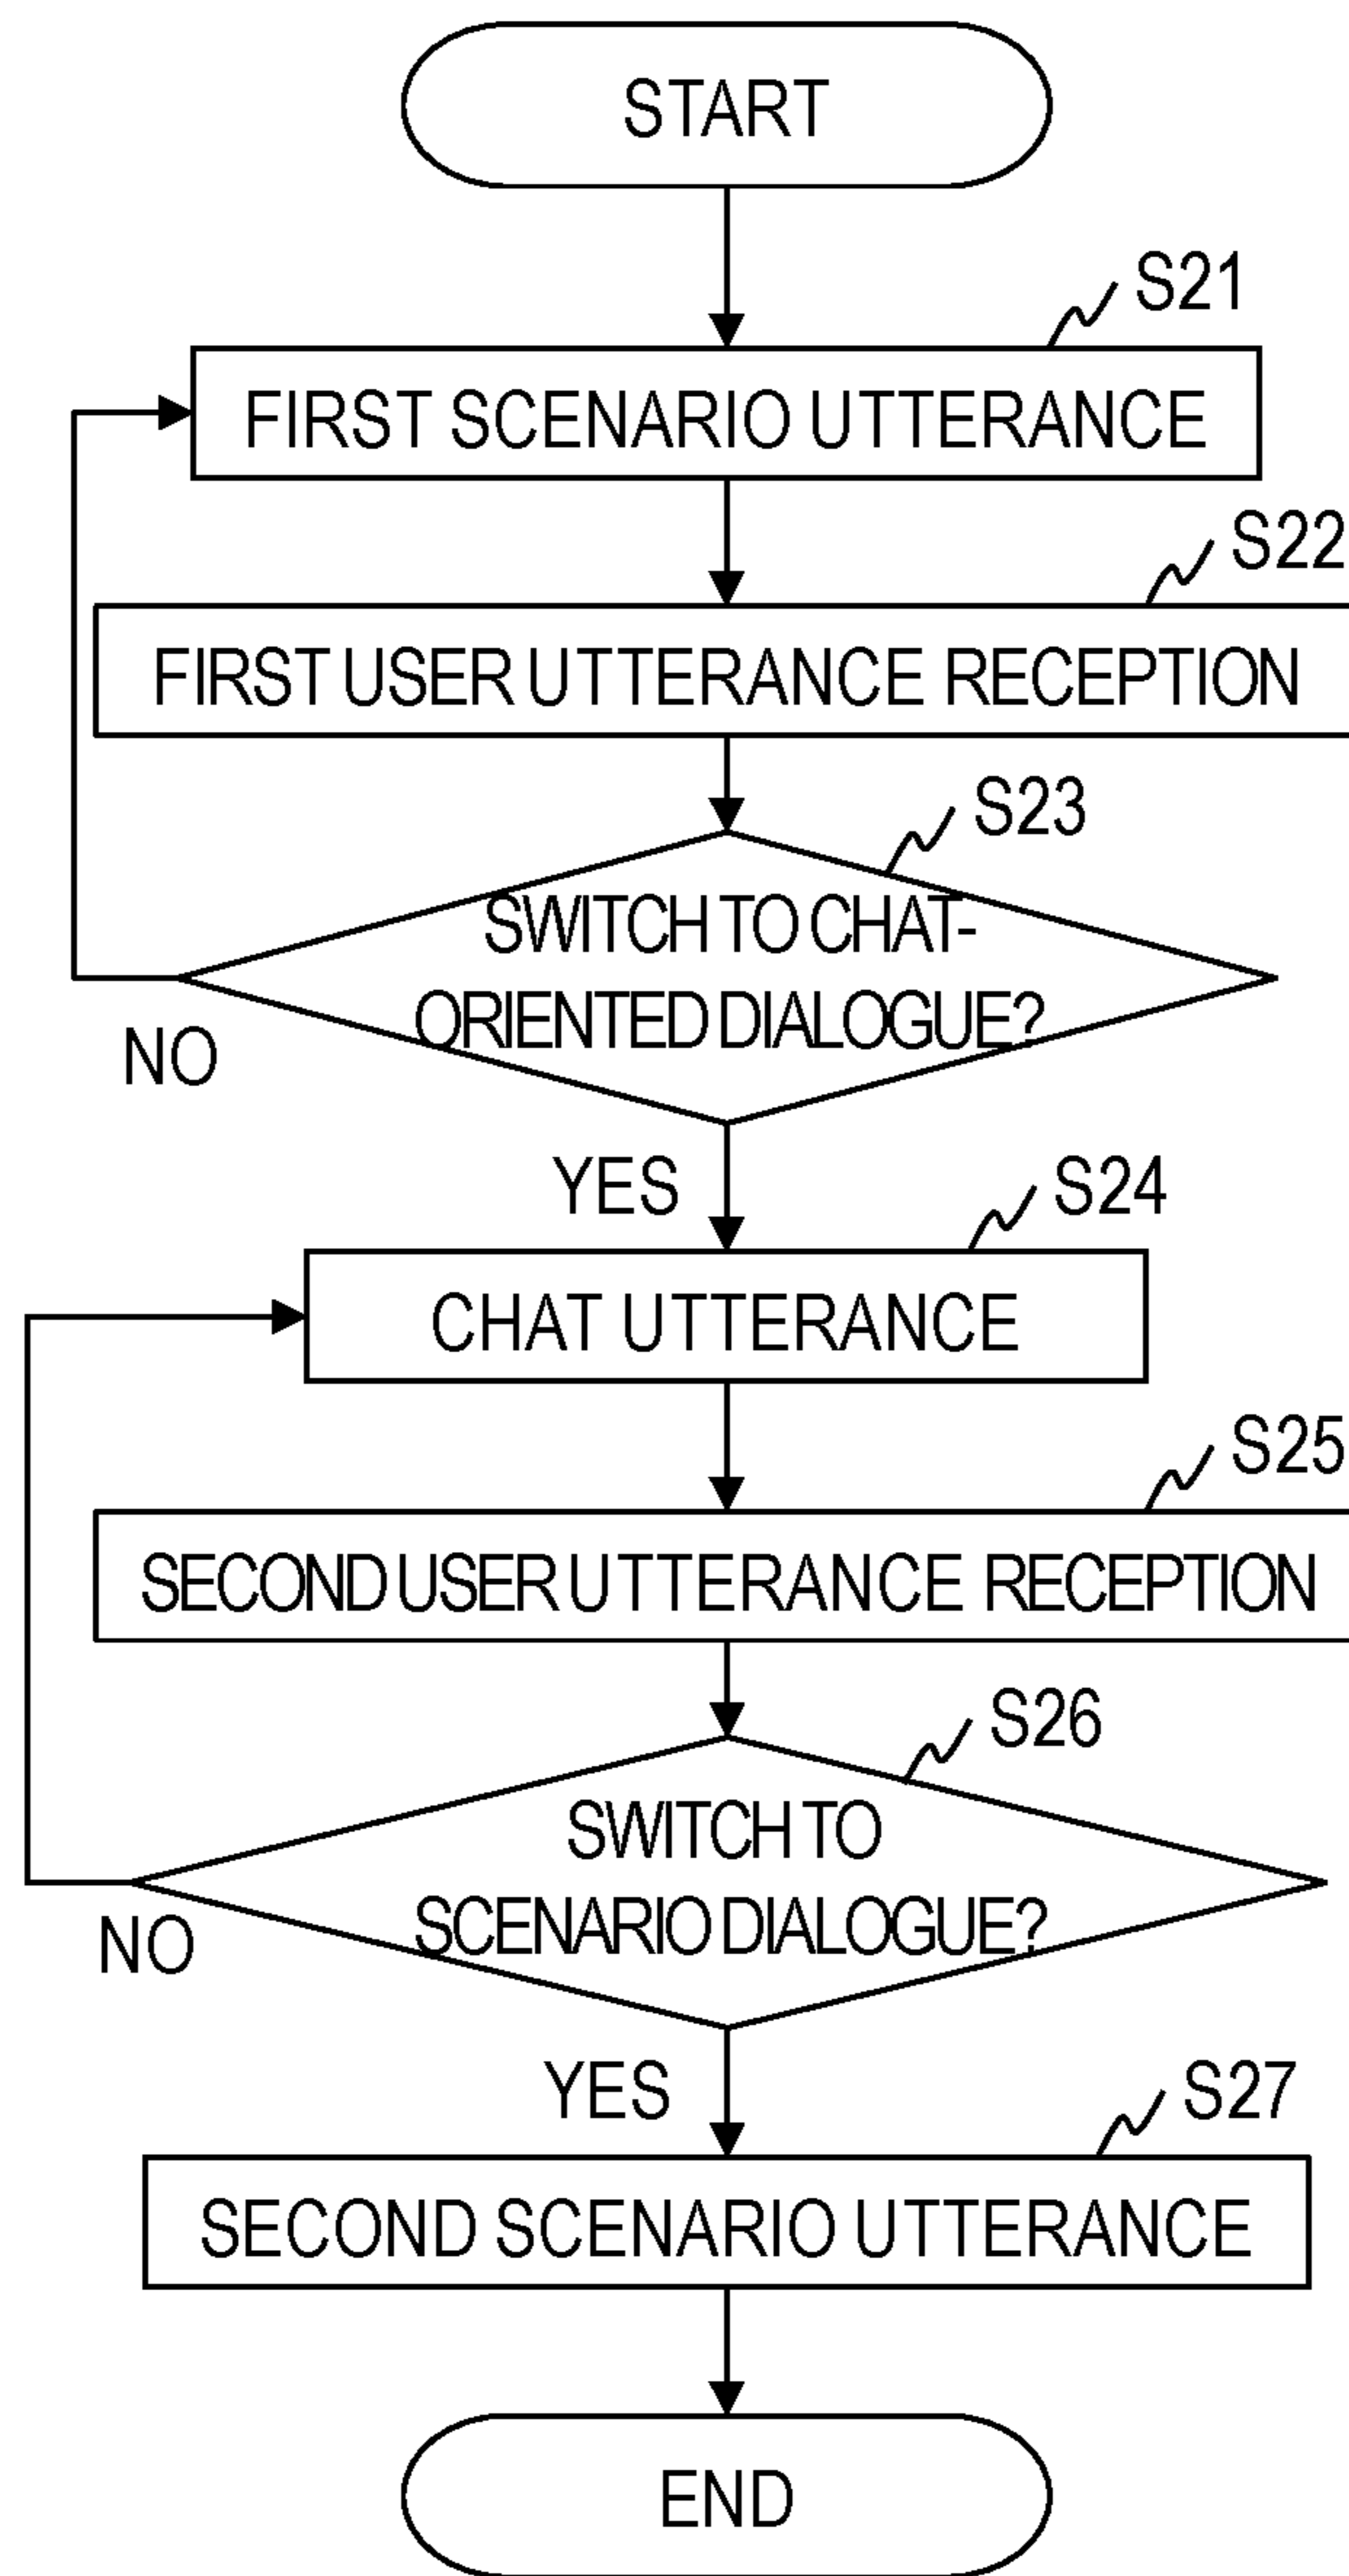 START
S21
FIRST SCENARIO UTTERANCE
S22
FIRST USER UTTERANCE RECEPTION
S23
SWITCH TO CHAT-
ORIENTED DIALOGUE?
NO
YES
S24
CHAT UTTERANCE
S25
SECOND USER UTTERANCE RECEPTION
S26
SWITCH TO
SCENARIO DIALOGUE?
NO
YES
S27
SECOND SCENARIO UTTERANCE
END